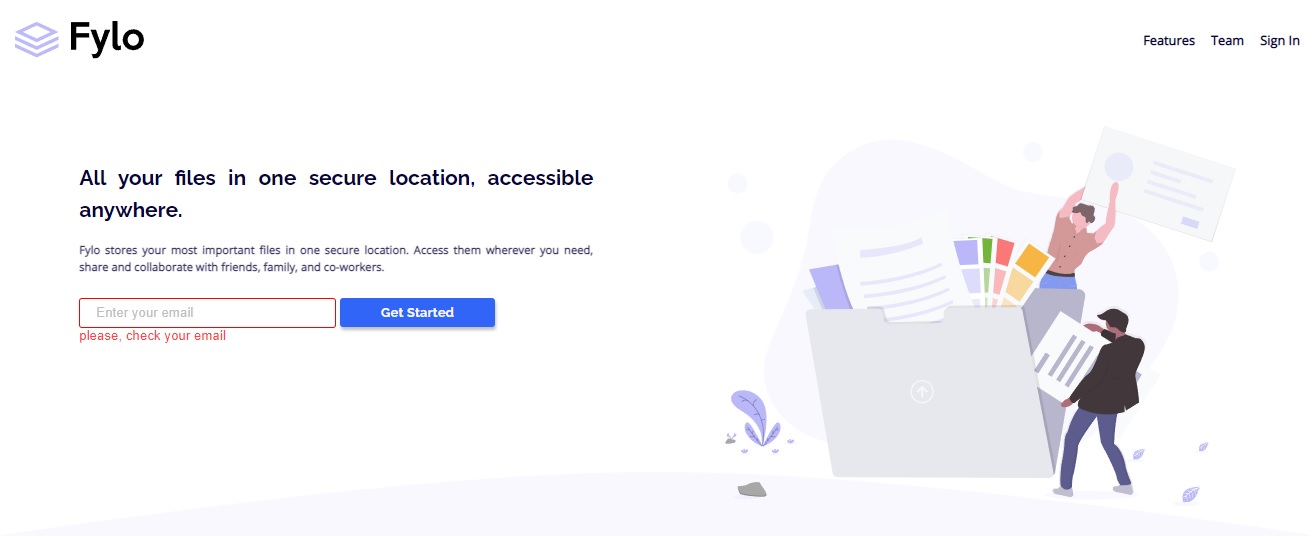 Fylo
Features Team Sign In
All your files in one secure location, accessible
anywhere.
Fylo stores your most important files in one secure location. Access them wherever you need,
share and collaborate with friends, family, and co-workers.
Enter your email
Get Started
please, check your email